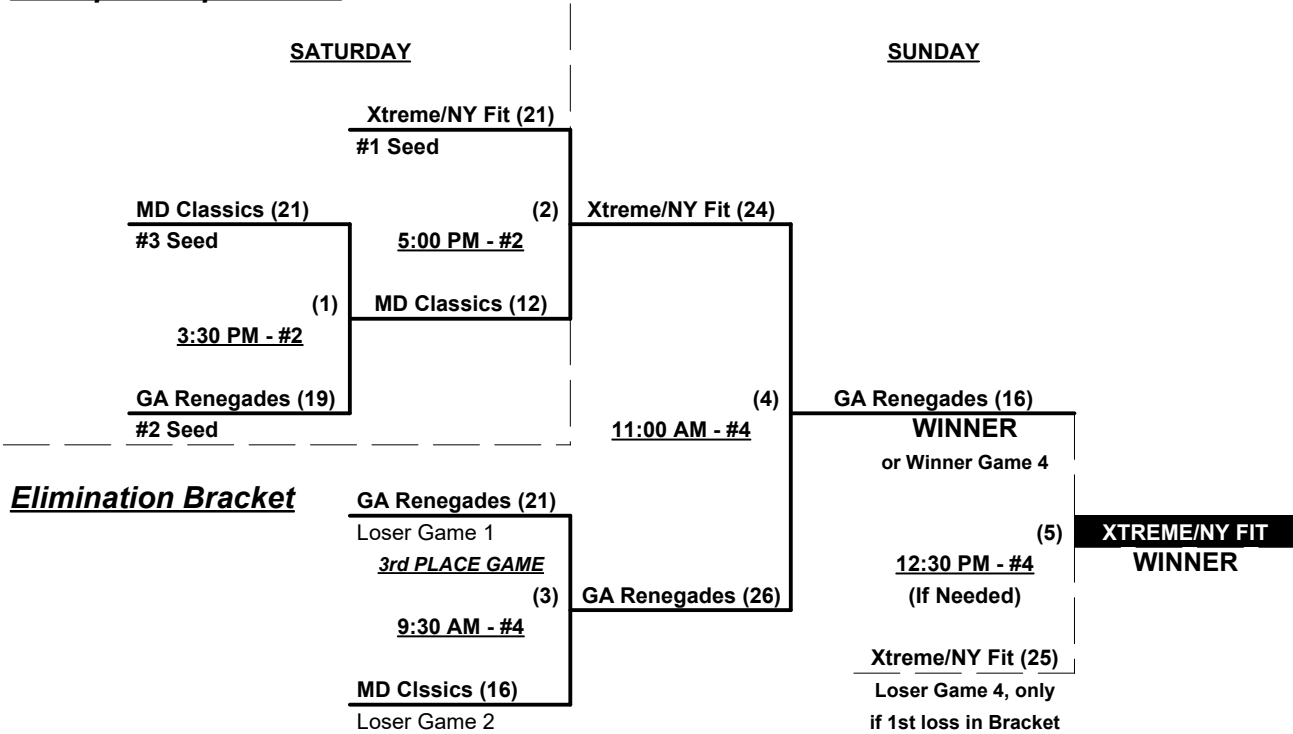 SATURDAY
SUNDAY
Xtreme/NY Fit (21)
#1 Seed
MD Classics (21)
(2)
Xtreme/NY Fit (24)
#3 Seed
5:00 PM - #2
(1)
MD Classics (12)
3:30 PM - #2
GA Renegades (19)
(4)
GA Renegades (16)
#2 Seed
11:00 AM - #4
WINNER
or Winner Game 4
Elimination Bracket
GA Renegades (21)
Loser Game 1
(5)
XTREME/NY FIT
3rd PLACE GAME
12:30 PM - #4
WINNER
(3)
GA Renegades (26)
(If Needed)
9:30 AM - #4
Xtreme/NY Fit (25)
MD Clssics (16)
Loser Game 4, only
Loser Game 2
if 1st loss in Bracket